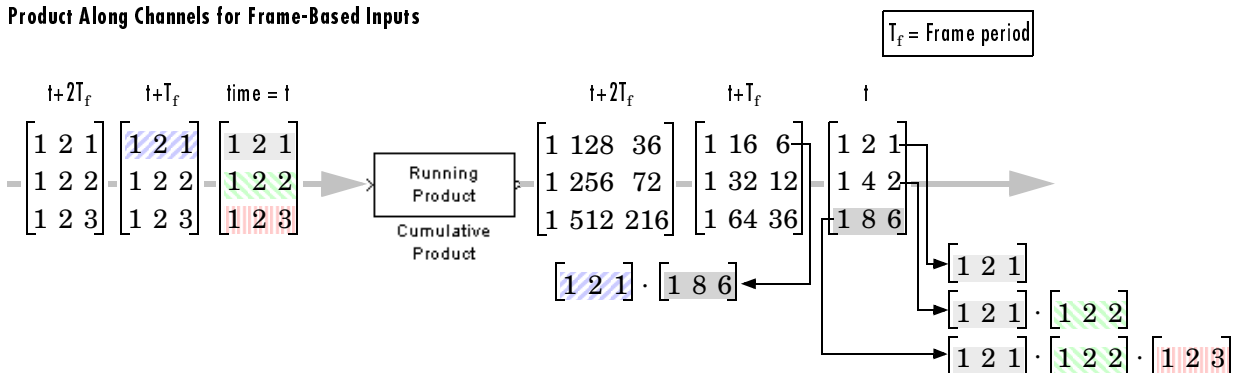 Product Along Channels for Frame-Based Inputs
Tf = Frame period
t+2Tf t+Tf time = t t+2Tf t+Tf t
1 2 1 1 2 1 1 2 1 1 128 36 1 16 6 1 2 1
1 2 2 1 2 2 1 2 2 Running 1 256 72 1 32 12 1 4 2
1 2 3 1 2 3 1 2 3 Product 1 512 216 1 64 36 1 8 6
Cumulative
Product
[1 2 1] · [1 8 6] [1 2 1]
[1 2 1] · [1 2 2]
[1 2 1] · [1 2 2] · [1 2 3]